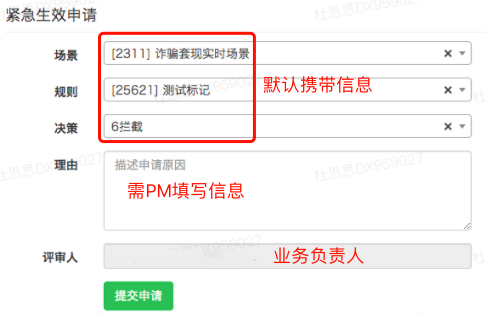 紧急生效申请
场景
[2311] 诈骗套现实时场景
规则
[25621] 测试标记
默认携带信息
决策
6拦截
理由
描述申请原因
需PM填写信息
评审人
业务负责人
提交申请